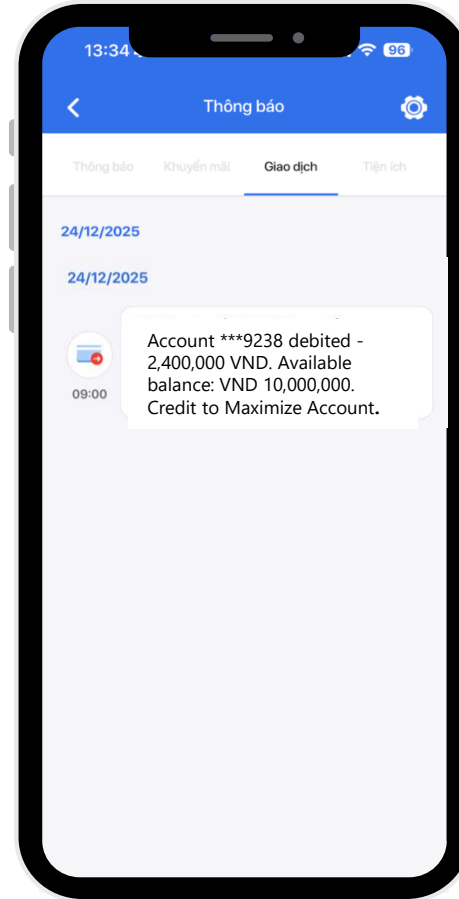 13:34
96
Thông báo
Thông báo Khuyến mãi Giao dịch Tiện ích
24/12/2025
24/12/2025
Account ***9238 debited -
2,400,000 VND. Available
balance: VND 10,000,000.
Credit to Maximize Account.
09:00